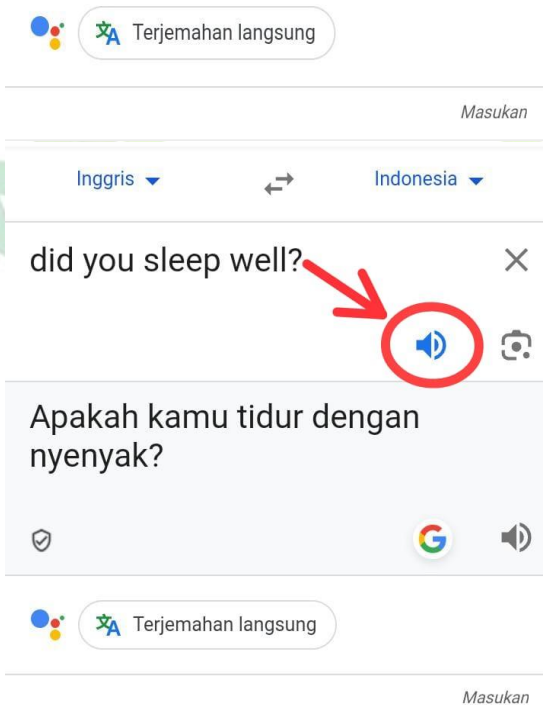 Terjemahan langsung
Masukan
Inggris Indonesia
did you sleep well?
Apakah kamu tidur dengan
nyenyak?
Terjemahan langsung
Masukan